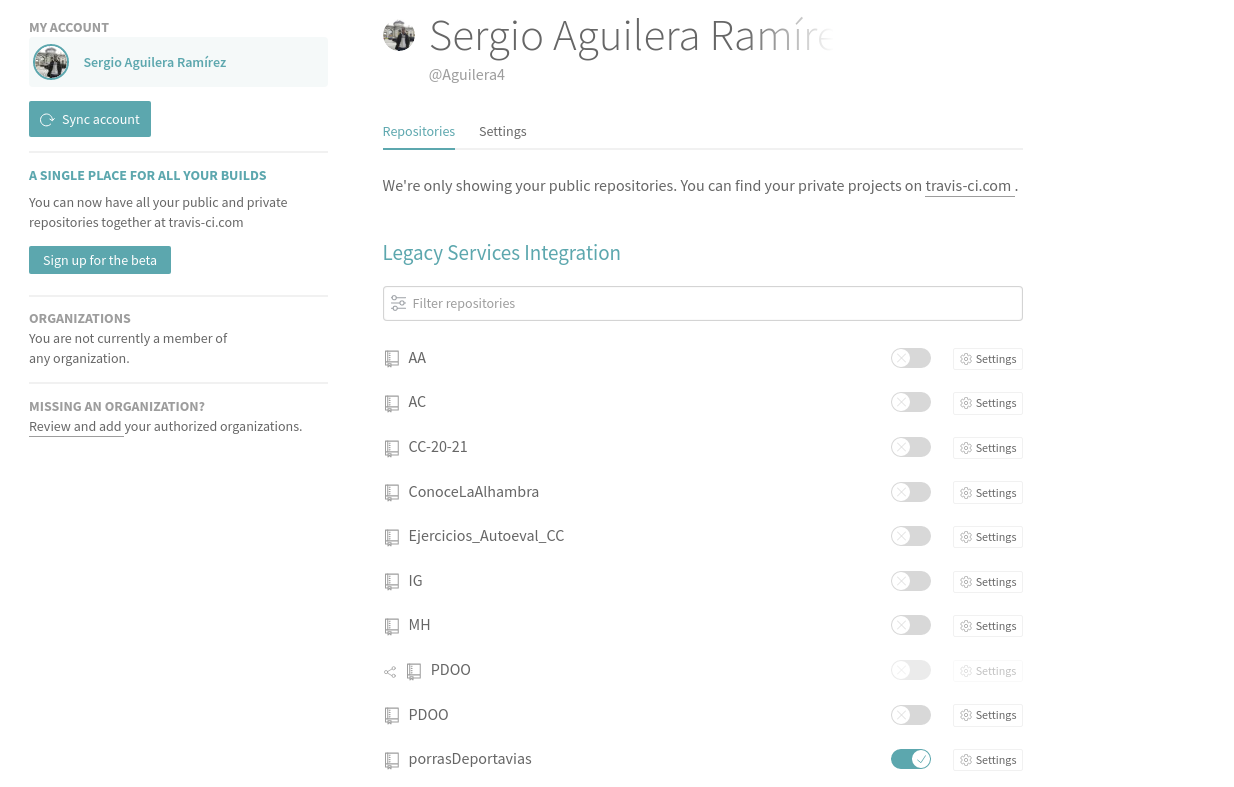 MY ACCOUNT
Sergio Aguilera Ramírez
Sync account
A SINGLE PLACE FOR ALL YOUR BUILDS
You can now have all your public and private
repositories together at travis-ci.com
Sign up for the beta
ORGANIZATIONS
You are not currently a member of
any organization.
MISSING AN ORGANIZATION?
Review and add your authorized organizations.
Sergio Aguilera Ramíre
@Aguilera4
Repositories Settings
We're only showing your public repositories. You can find your private projects on travis-ci.com .
Legacy Services Integration
Filter repositories
AA Settings
AC Settings
CC-20-21 Settings
ConoceLaAlhambra Settings
Ejercicios_Autoeval_CC Settings
IG Settings
MH Settings
PDOO Settings
PDOO Settings
porrasDeportavias Settings